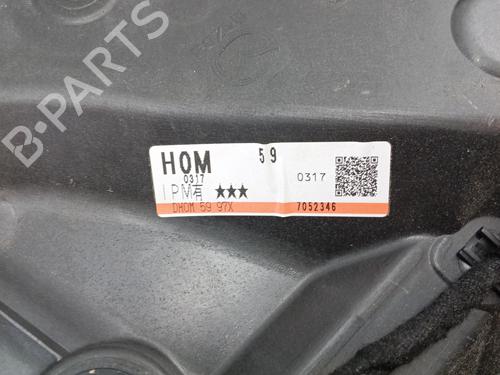 B-PARTS
HOM 59
0317
0317
IPM有 ★★★
DHOM 59 97X 7052346